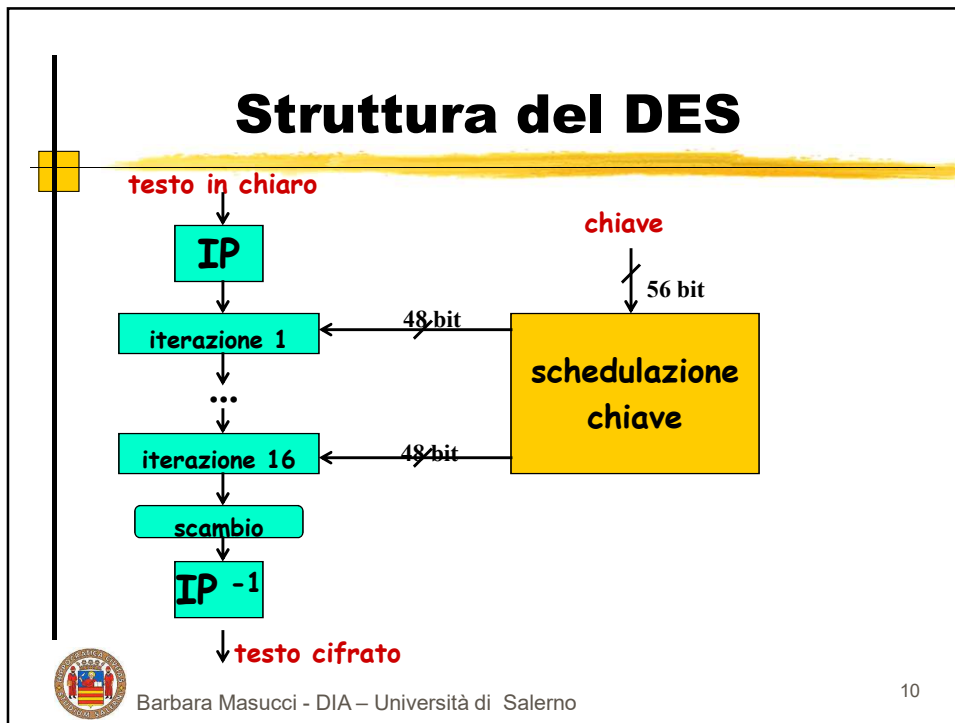 Struttura del DES
testo in chiaro
chiave
IP
56 bit
48 bit
iterazione 1
schedulazione
chiave
...
48 bit
iterazione 16
scambio
IP -1
testo cifrato
Barbara Masucci - DIA – Università di Salerno
10